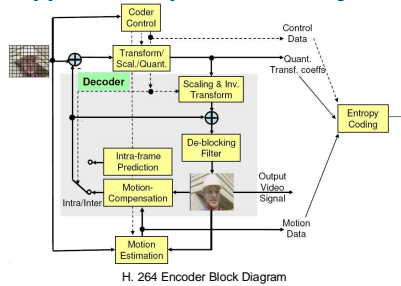 Coder
Control
Control
Data
Transform/
Scal./Quant.
Quant.
Transf. coeffs
Decoder
Scaling & Inv.
Transform
Entropy
Coding
De-blocking
Filter
Intra-frame
Prediction
Output
Video
Signal
Motion-
Compensation
Intra/Inter
Motion
Data
Motion
Estimation
H. 264 Encoder Block Diagram